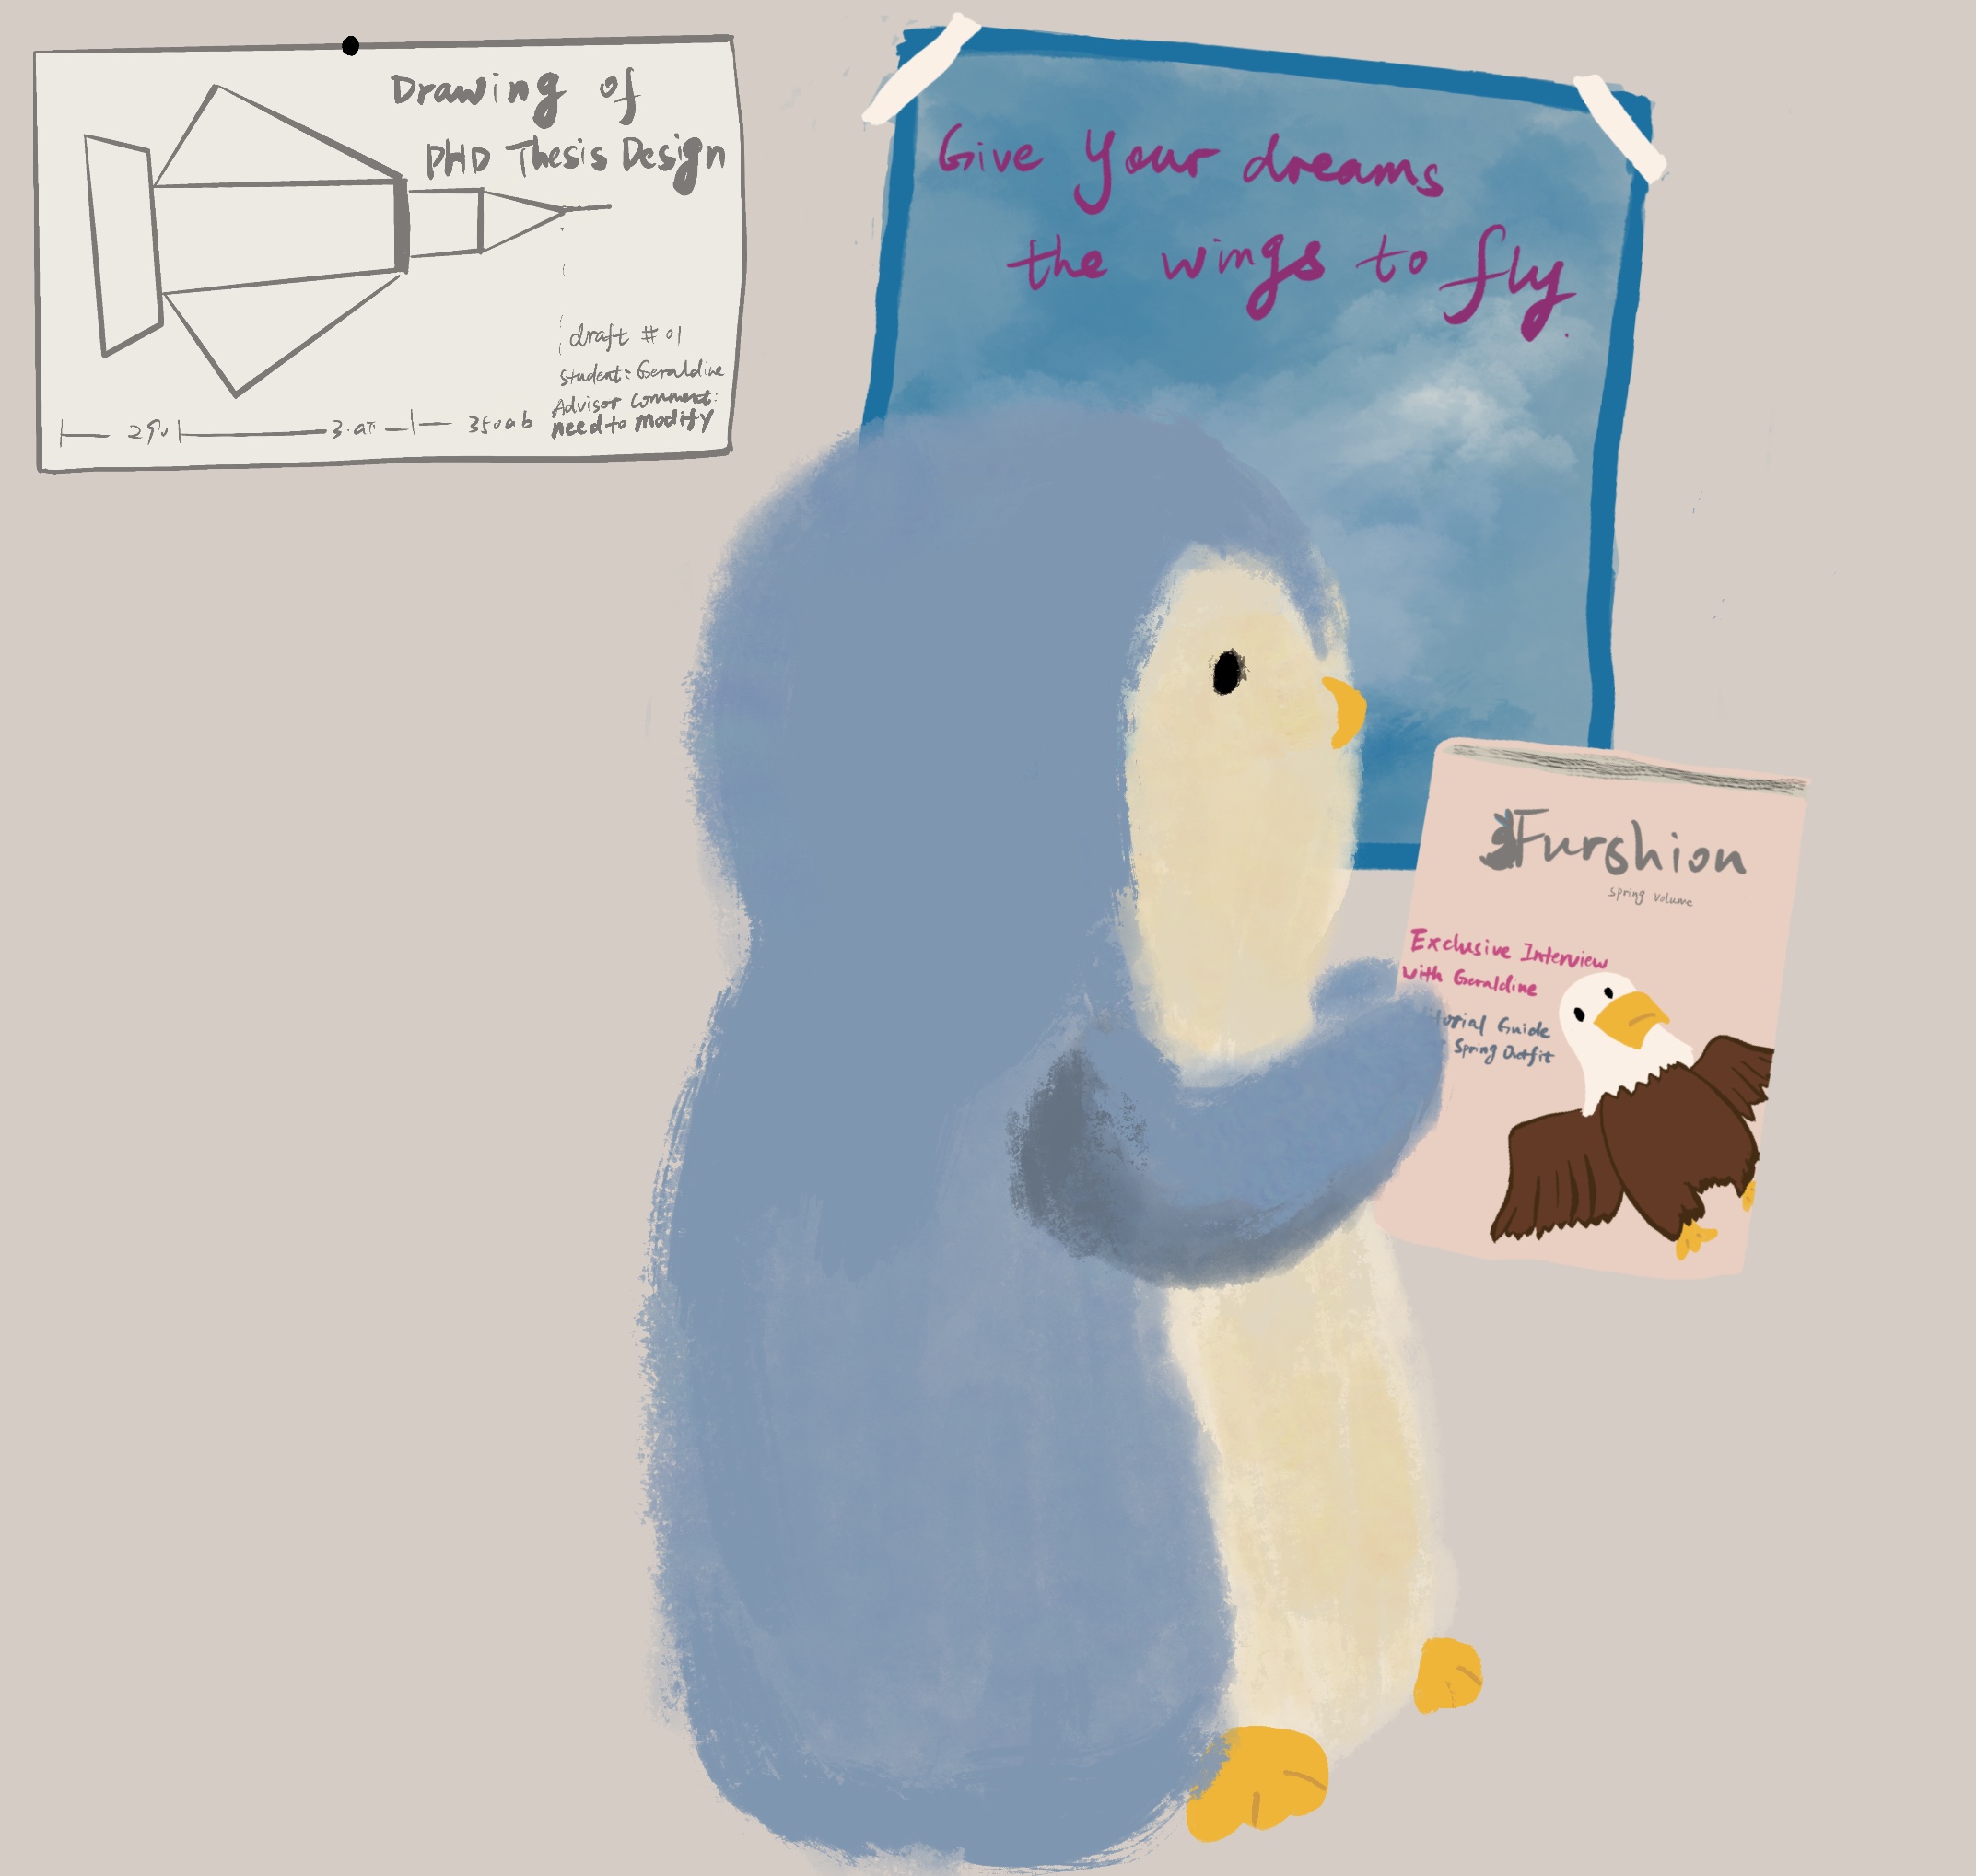 Drawing of
PHD Thesis Design
draft # 01
Student: Geraldine
Advisor Comment:
need to Modify
350ab
Give your dreams
the wings to fly.
Furshion
Spring Volume
Exclusive Interview
with Geraldine
Guide
Spring Outfit